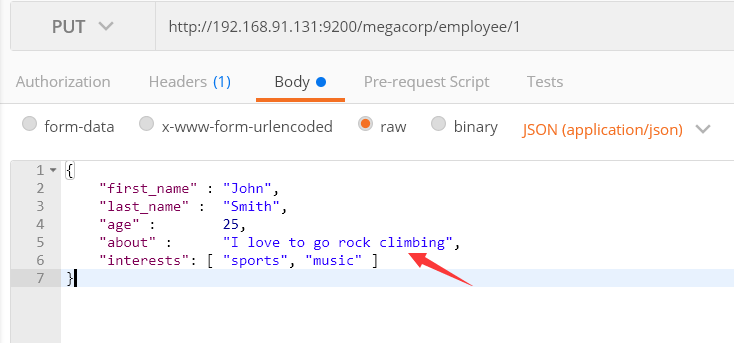 PUT http://192.168.91.131:9200/megacorp/employee/1
Authorization Headers (1) Body Pre-request Script Tests
form-data x-www-form-urlencoded raw binary JSON (application/json)
1 {
2 "first_name" : "John",
3 "last_name" : "Smith",
4 "age" : 25,
5 "about" : "I love to go rock climbing",
6 "interests": [ "sports", "music" ]
7 }